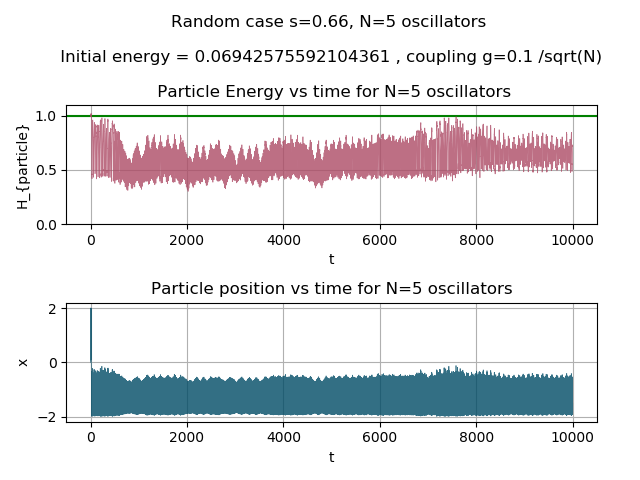 Random case s=0.66, N=5 oscillators
Initial energy = 0.06942575592104361 , coupling g=0.1 /sqrt(N)
Particle Energy vs time for N=5 oscillators
H_{particle}
1.0
0.5
0.0
0 2000 4000 6000 8000 10000
t
Particle position vs time for N=5 oscillators
x
2
0
−2
0 2000 4000 6000 8000 10000
t